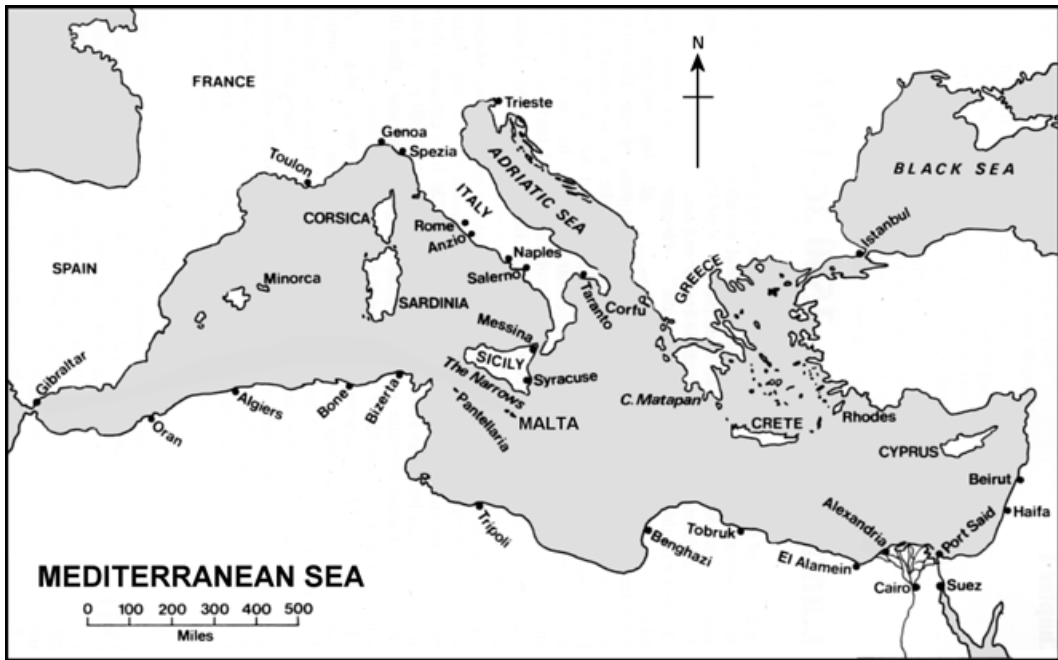 N
FRANCE
Trieste
Genoa
Spezia
Toulon
ADRIATIC SEA
BLACK SEA
CORSICA
ITALY
Rome
Anzio
Istanbul
SPAIN
Naples
Minorca
Salerno
GREECE
SARDINIA
Taranto
Corfu
Messina
SICILY
Gibraltar
The Narrows
Syracuse
Algiers
Bone
Bizerta
Pantellaria
C. Matapan
MALTA
Oran
CRETE
Rhodes
CYPRUS
Beirut
Haifa
Alexandria
Port Said
Tripoli
Benghazi
Tobruk
El Alamein
Cairo
Suez
MEDITERRANEAN SEA
0 100 200 350 500
Miles